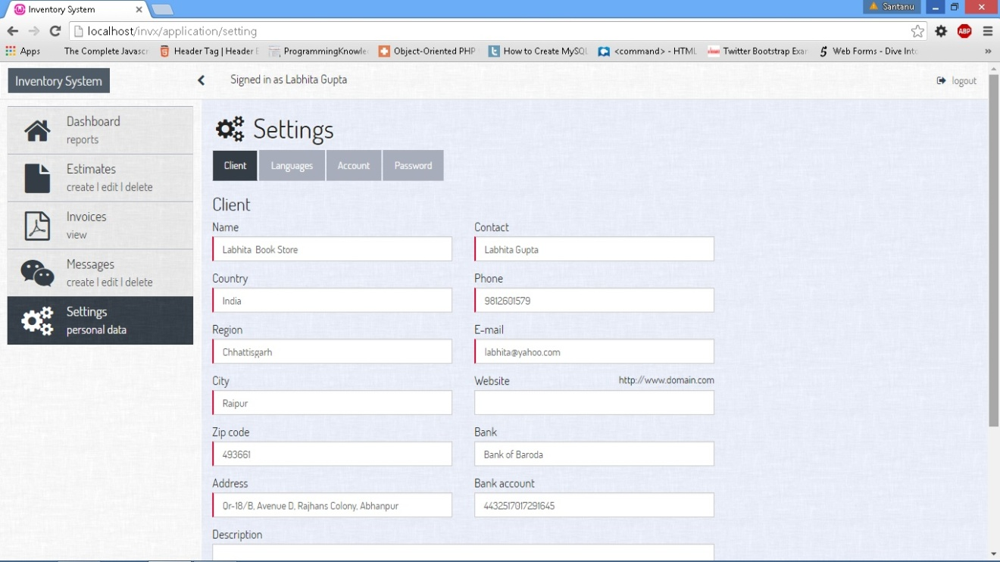 Inventory System
Santanu
localhost/invx/application/setting
ABP
Apps The Complete Javascr Header Tag | Header E ProgrammingKnowle Object-Oriented PHP How to Create MySQL <command> - HTML Twitter Bootstrap Exar Web Forms - Dive Into
Inventory System
Signed in as Labhita Gupta
logout
Dashboard
reports
Estimates
create | edit | delete
Invoices
view
Messages
create | edit | delete
Settings
personal data
Settings
Client Languages Account Password
Client
Name Contact
Labhita Book Store Labhita Gupta
Country Phone
India 9812601579
Region E-mail
Chhattisgarh labhita@yahoo.com
City Website http://www.domain.com
Raipur
Zip code Bank
493661 Bank of Baroda
Address Bank account
Qr-18/B, Avenue D, Rajhans Colony, Abhanpur 4432517017291645
Description